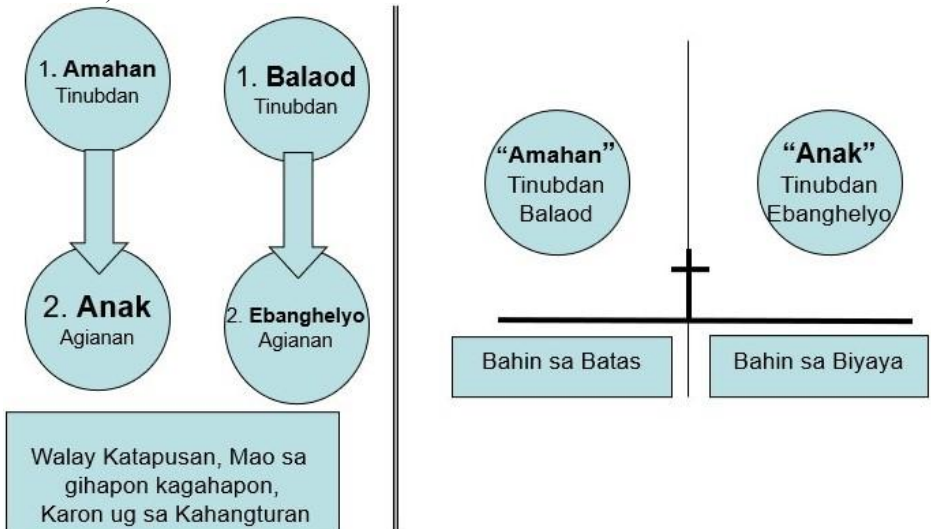 1. Amahan
Tinubdan
1. Balaod
Tinubdan
2. Anak
Agianan
2. Ebanghelyo
Agianan
Walay Katapusan, Mao sa
gihapon kagahapon,
Karon ug sa Kahangturan
“Amahan”
Tinubdan
Balaod
“Anak”
Tinubdan
Ebanghelyo
Bahin sa Batas
Bahin sa Biyaya